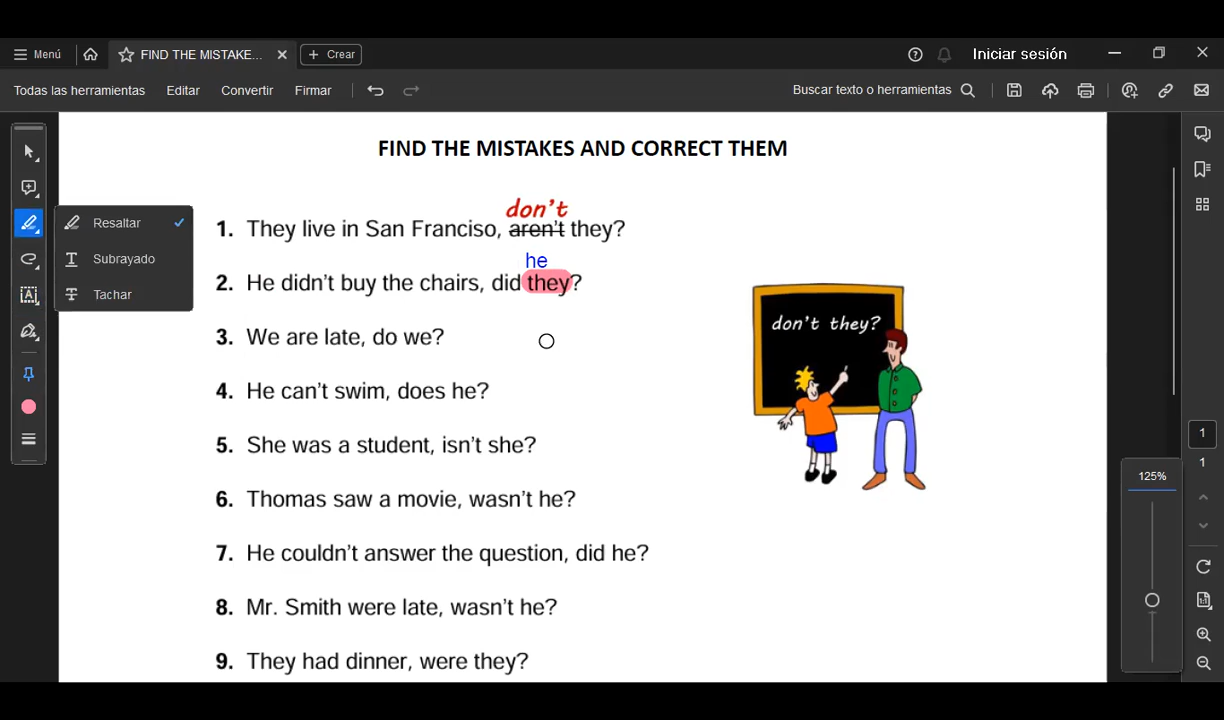 Menú
FIND THE MISTAKE...
Crear
Iniciar sesión
Todas las herramientas
Editar
Convertir
Firmar
Buscar texto o herramientas
Resaltar
Subrayado
Tachar
FIND THE MISTAKES AND CORRECT THEM
don't
1. They live in San Franciso, aren't they?
he
2. He didn't buy the chairs, did they?
3. We are late, do we?
4. He can't swim, does he?
5. She was a student, isn't she?
6. Thomas saw a movie, wasn't he?
7. He couldn't answer the question, did he?
8. Mr. Smith were late, wasn't he?
9. They had dinner, were they?
don't they?
1
1
125%